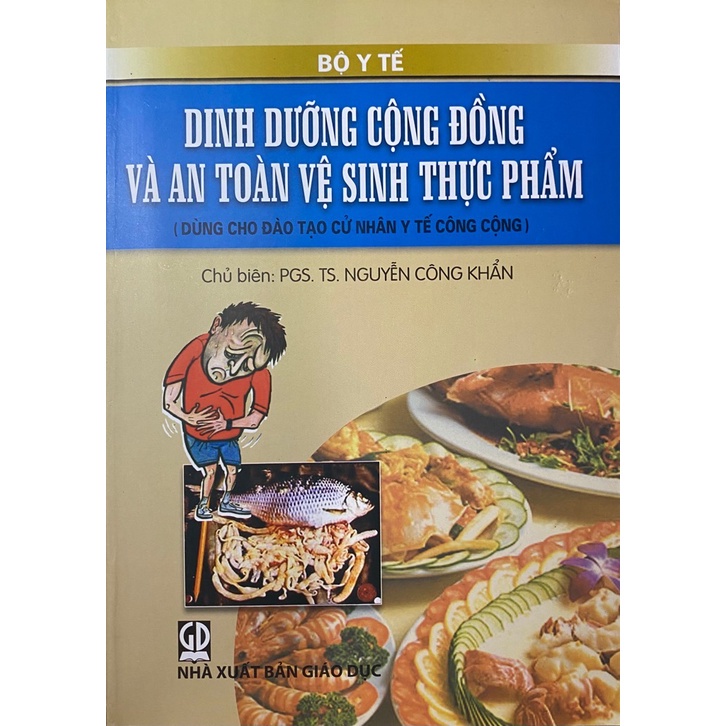 BỘ Y TẾ
DINH DƯỠNG CỘNG ĐỒNG
VÀ AN TOÀN VỆ SINH THỰC PHẨM
(DÙNG CHO ĐÀO TẠO CỬ NHÂN Y TẾ CÔNG CỘNG)
Chủ biên: PGS. TS. NGUYỄN CÔNG KHẨN
GD
NHÀ XUẤT BẢN GIÁO DỤC